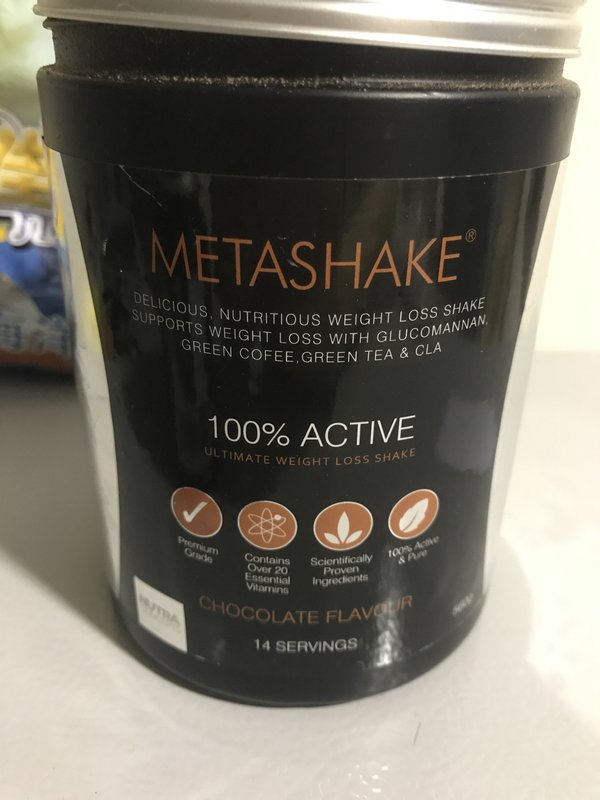 METASHAKE®
DELICIOUS, NUTRITIOUS WEIGHT LOSS SHAKE
SUPPORTS WEIGHT LOSS WITH GLUCOMANNAN,
GREEN COFEE,GREEN TEA & CLA
100% ACTIVE
ULTIMATE WEIGHT LOSS SHAKE
Premium
Grade
Contains
Over 20
Essential
Vitamins
Scientifically
Proven
Ingredients
100% Active
& Pure
CHOCOLATE FLAVOUR
NUTRA
14 SERVINGS